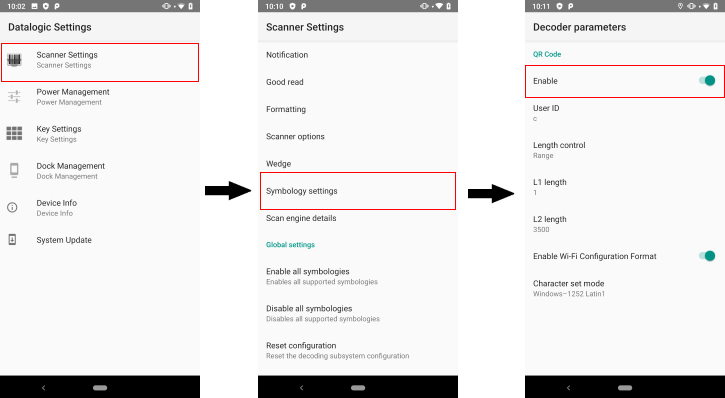 10:02
Datalogic Settings
Scanner Settings
Scanner Settings
Power Management
Power Management
Key Settings
Key Settings
Dock Management
Dock Management
Device Info
Device Info
System Update
10:10
Scanner Settings
Notification
Good read
Formatting
Scanner options
Wedge
Symbology settings
Scan engine details
Global settings
Enable all symbologies
Enables all supported symbologies
Disable all symbologies
Disables all supported symbologies
Reset configuration
Reset the decoding subsystem configuration
10:11
Decoder parameters
QR Code
Enable
User ID
c
Length control
Range
L1 length
1
L2 length
3500
Enable Wi-Fi Configuration Format
Character set mode
Windows–1252 Latin1